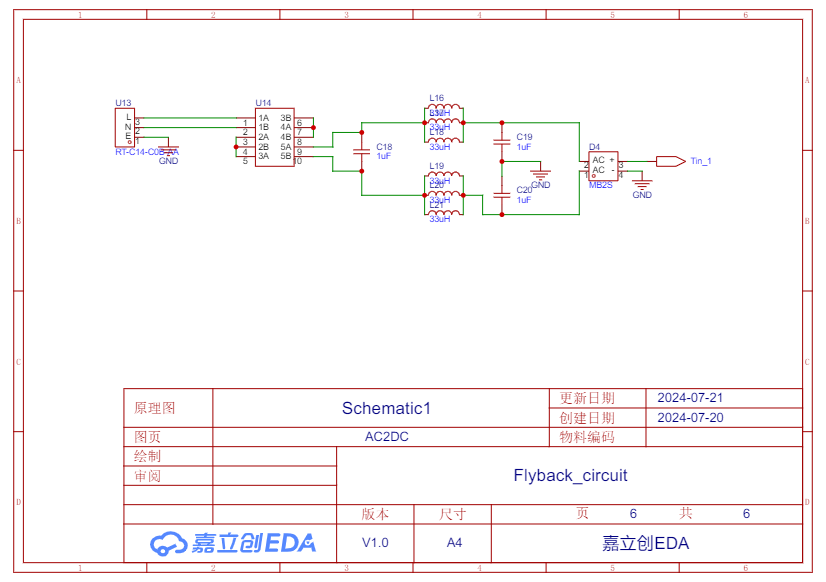 1 2 3 4 5 6
A A
U13
L 3
N 2
E 1
RT-C14-C0B-AA
GND
U14
1 1A 3B 6
2 1B 4A 7
3 2A 4B 8
4 2B 5A 9
5 3A 5B 10
C18
1uF
L16
33uH
L18
33uH
L19
L20
33uH
L21
33uH
C19
1uF
GND
C20
1uF
D4
2 AC + 3
1 AC - 4
MB2S
GND
Tin_1
B B
C C
D D
原理图 Schematic1 更新日期 2024-07-21
创建日期 2024-07-20
图页 AC2DC 物料编码
绘制
审阅
Flyback_circuit
版本 尺寸 页 6 共 6
嘉立创EDA V1.0 A4 嘉立创EDA
1 2 3 4 5 6